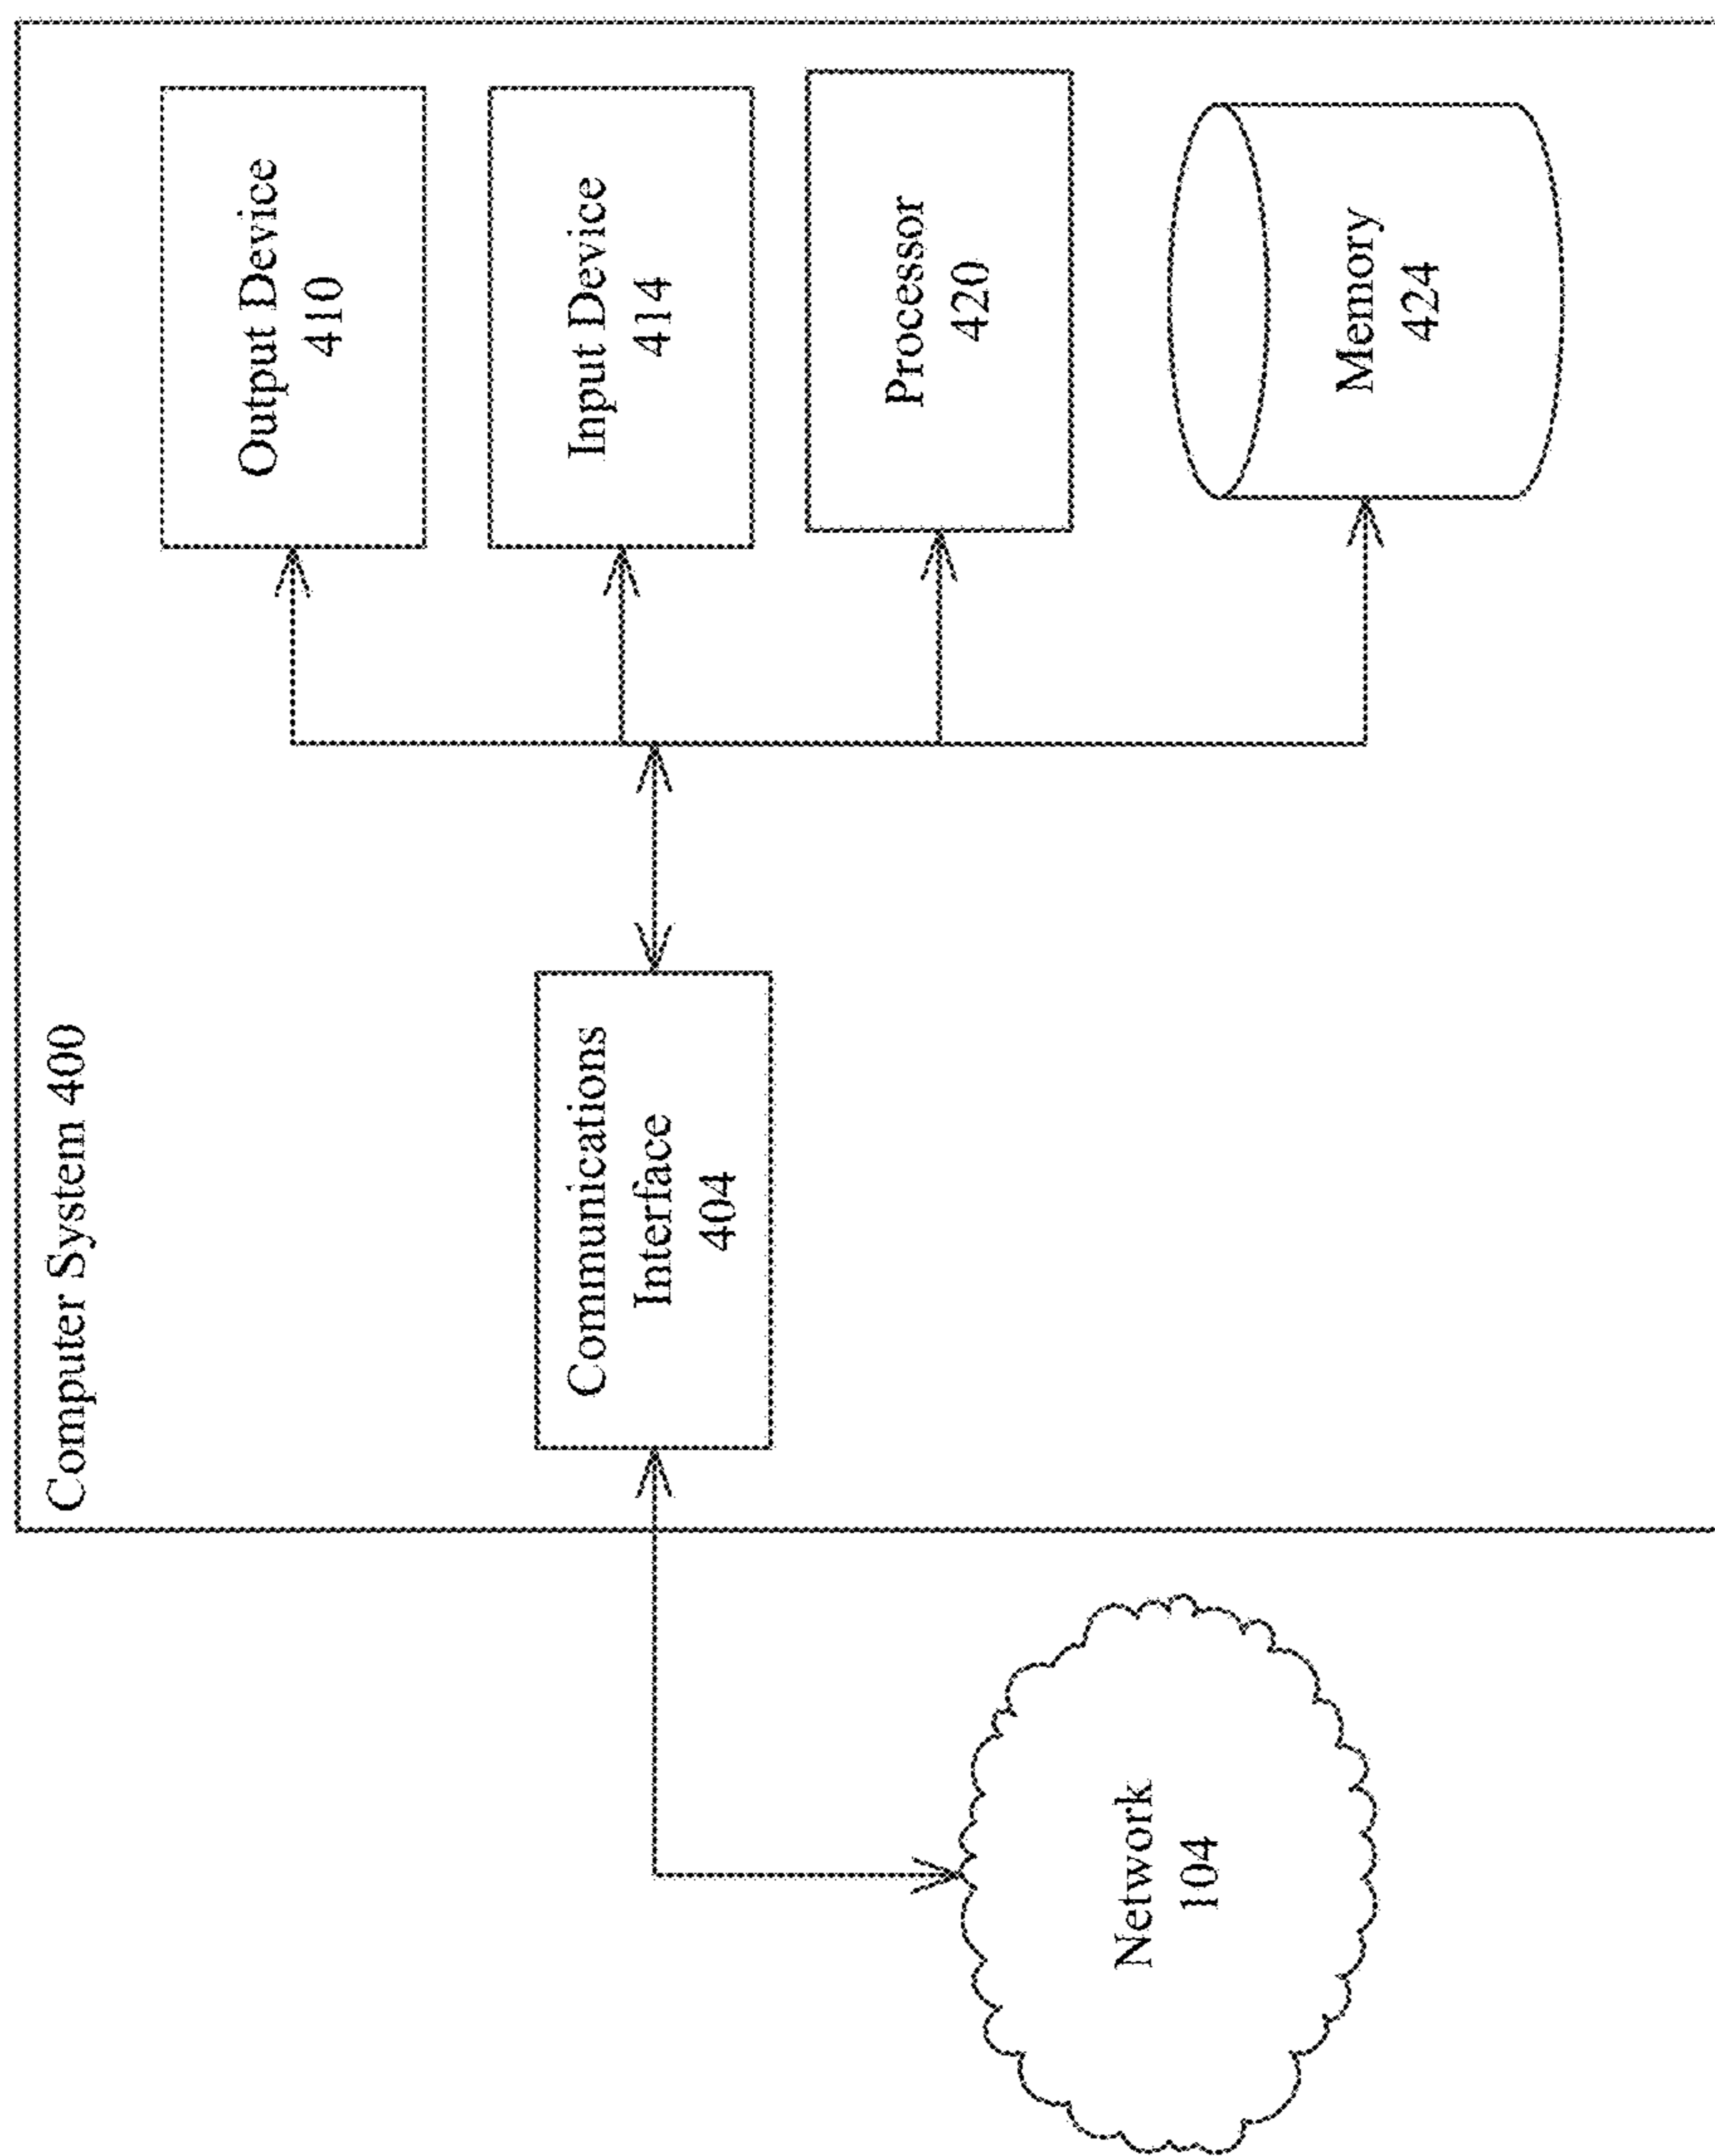 Computer System 400
Output Device
410
Input Device
414
Communications
Interface
404
Processor
420
Memory
424
Network
104